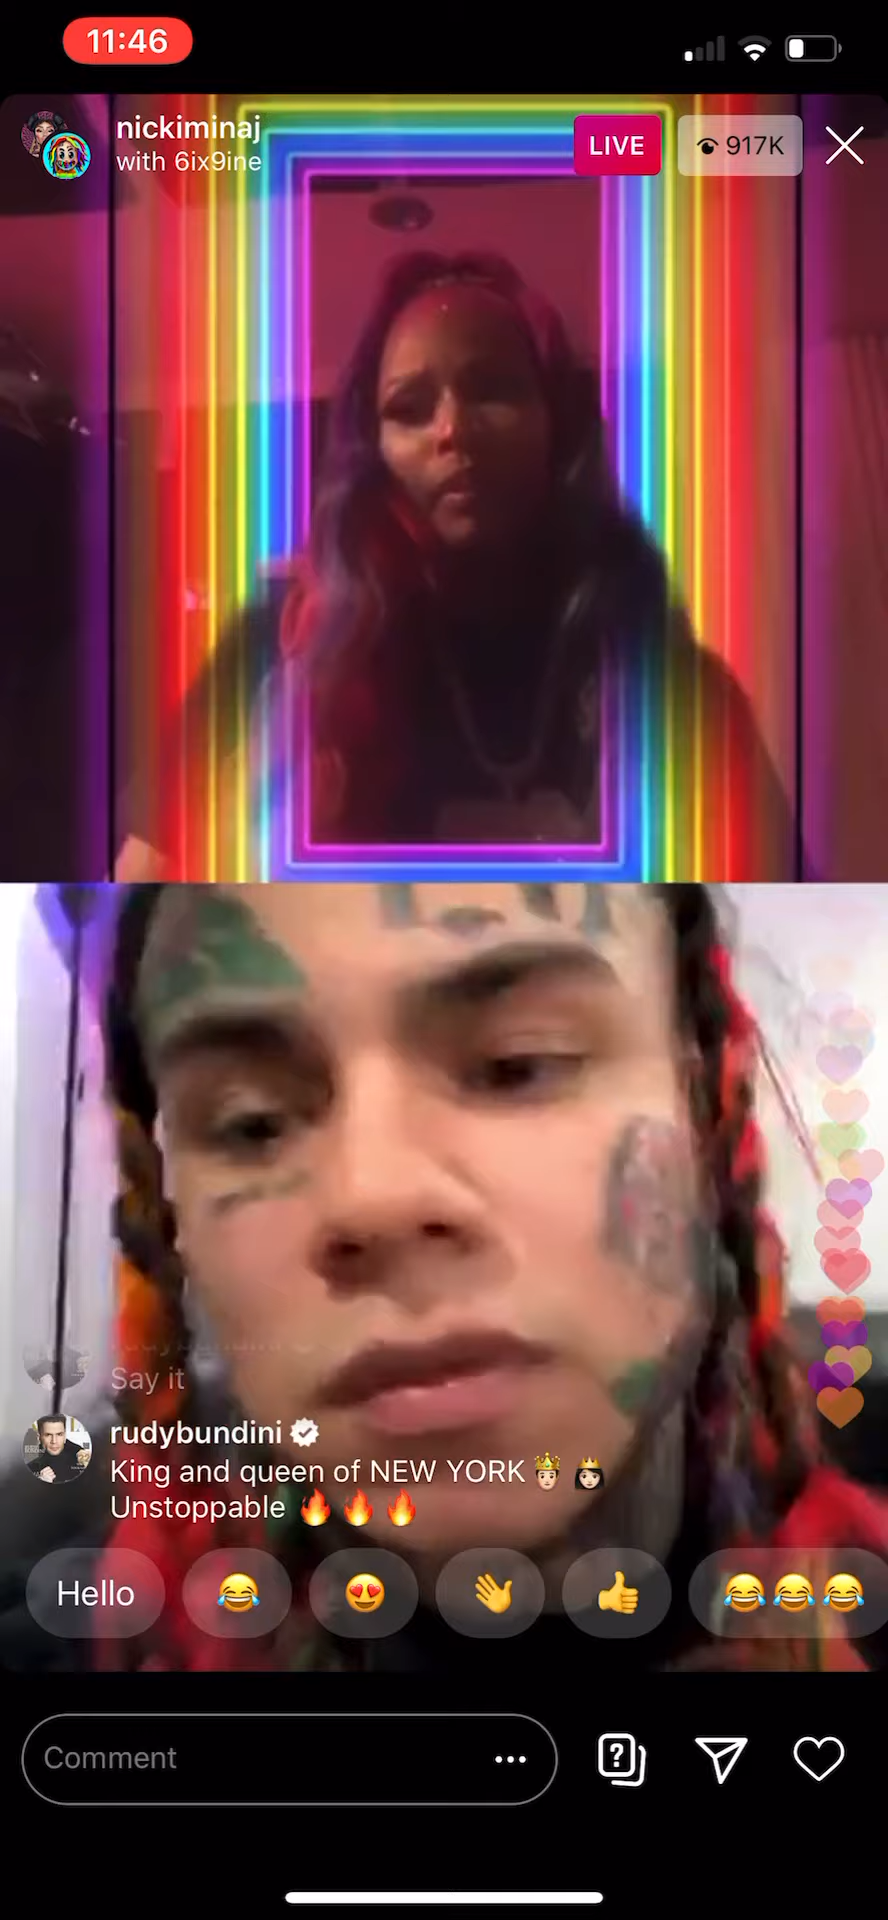 11:46
nickiminaj
with 6ix9ine
LIVE
917K
Say it
rudybundini
King and queen of NEW YORK 🤴🏻 👸🏻
Unstoppable 🔥 🔥 🔥
Hello 😂 😍 👋 👍 😂😂😂
Comment